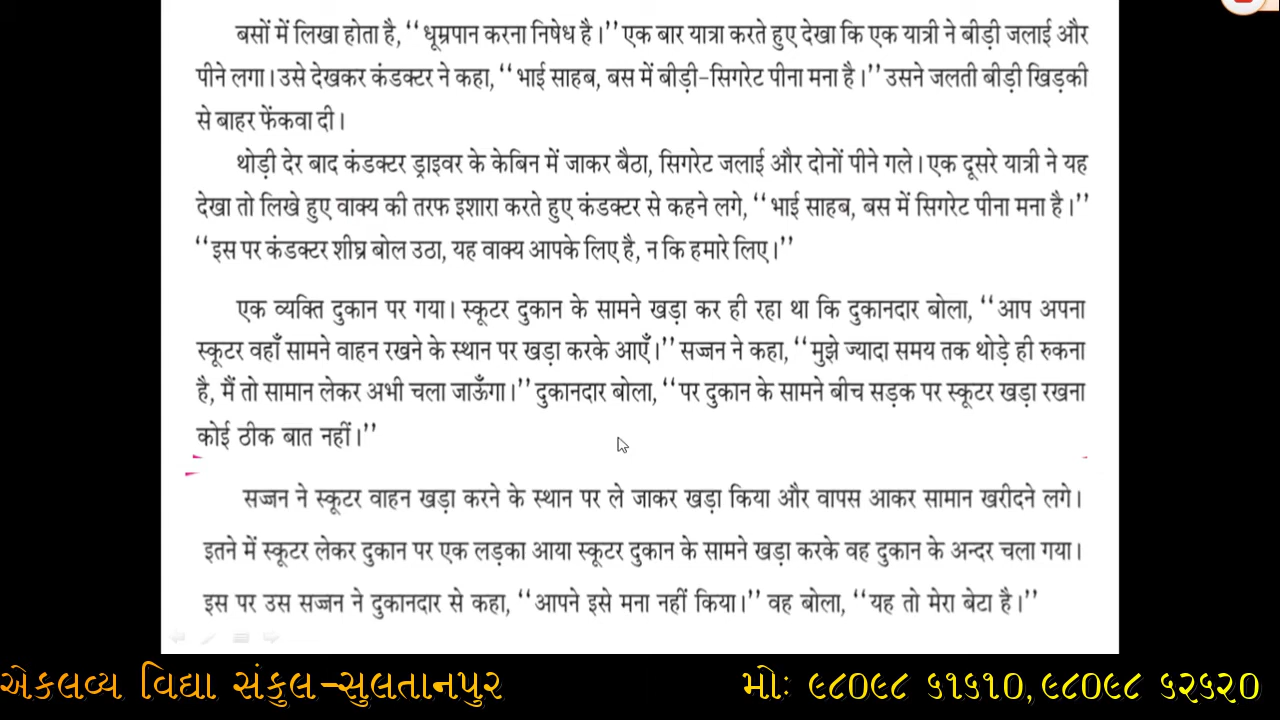 बसों में लिखा होता है, ‘‘धूम्रपान करना निषेध है।’’ एक बार यात्रा करते हुए देखा कि एक यात्री ने बीड़ी जलाई और
पीने लगा। उसे देखकर कंडक्टर ने कहा, ‘‘भाई साहब, बस में बीड़ी-सिगरेट पीना मना है।’’ उसने जलती बीड़ी खिड़की
से बाहर फेंकवा दी।
थोड़ी देर बाद कंडक्टर ड्राइवर के केबिन में जाकर बैठा, सिगरेट जलाई और दोनों पीने गले। एक दूसरे यात्री ने यह
देखा तो लिखे हुए वाक्य की तरफ इशारा करते हुए कंडक्टर से कहने लगे, ‘‘भाई साहब, बस में सिगरेट पीना मना है।’’
‘‘इस पर कंडक्टर शीघ्र बोल उठा, यह वाक्य आपके लिए है, न कि हमारे लिए।’’
एक व्यक्ति दुकान पर गया। स्कूटर दुकान के सामने खड़ा कर ही रहा था कि दुकानदार बोला, ‘‘आप अपना
स्कूटर वहाँ सामने वाहन रखने के स्थान पर खड़ा करके आएँ।’’ सज्जन ने कहा, ‘‘मुझे ज्यादा समय तक थोड़े ही रुकना
है, मैं तो सामान लेकर अभी चला जाऊँगा।’’ दुकानदार बोला, ‘‘पर दुकान के सामने बीच सड़क पर स्कूटर खड़ा रखना
कोई ठीक बात नहीं।’’
सज्जन ने स्कूटर वाहन खड़ा करने के स्थान पर ले जाकर खड़ा किया और वापस आकर सामान खरीदने लगे।
इतने में स्कूटर लेकर दुकान पर एक लड़का आया स्कूटर दुकान के सामने खड़ा करके वह दुकान के अन्दर चला गया।
इस पर उस सज्जन ने दुकानदार से कहा, ‘‘आपने इसे मना नहीं किया।’’ वह बोला, ‘‘यह तो मेरा बेटा है।’’
એકલવ્ય વિદ્યા સંકુલ-સુલતાનપુર
મોઃ ૯૮૦૯૮ ૬૧૬૧૦,૯૮૦૯૮ ૬૨૬૨૦